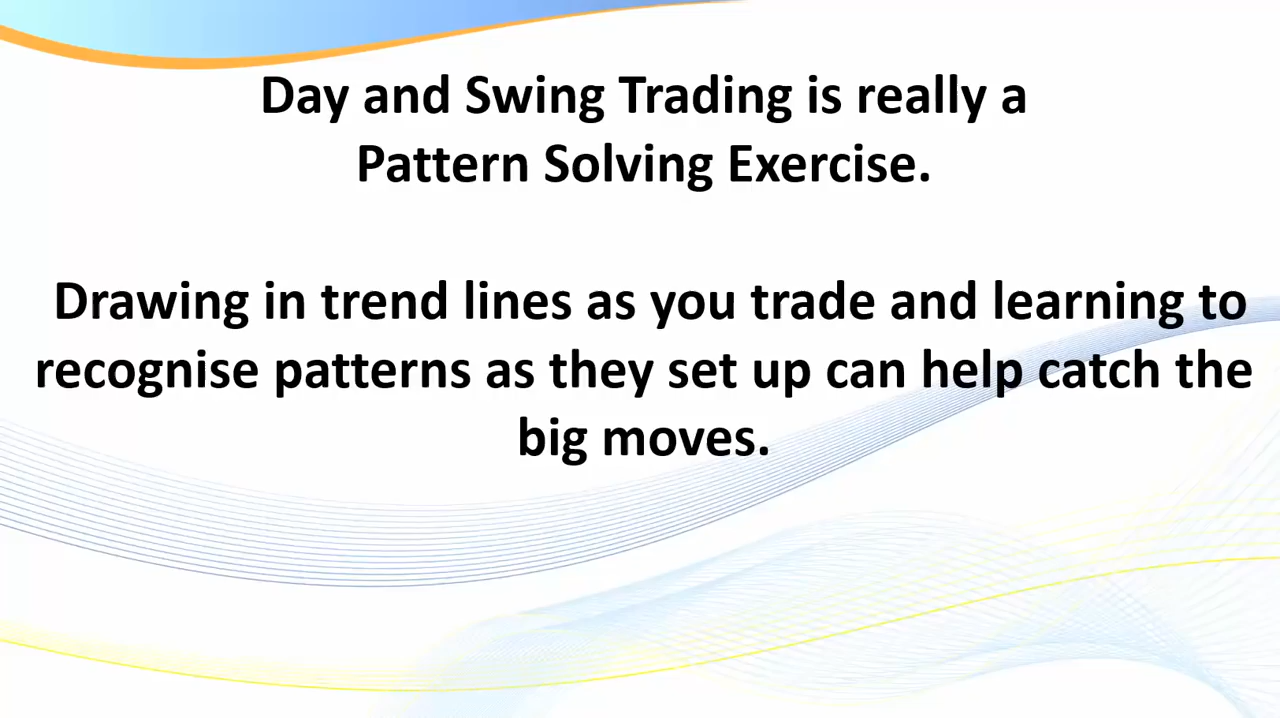 Day and Swing Trading is really a
Pattern Solving Exercise.
Drawing in trend lines as you trade and learning to
recognise patterns as they set up can help catch the
big moves.